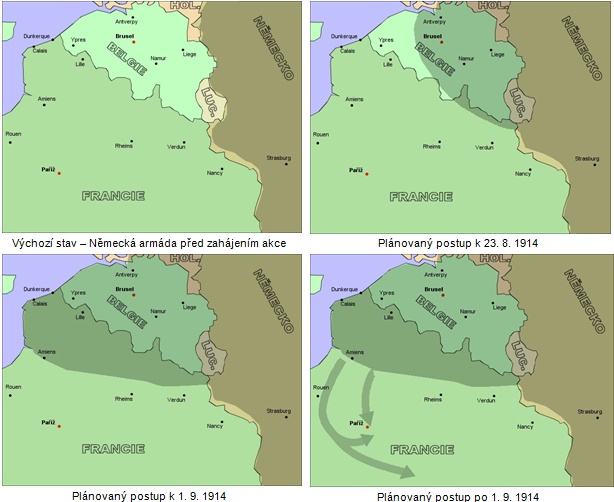 HOL.
Antverpy
Dunkerque
Ypres
Brusel
Calais
BELGIE
Liege
Lille
Namur
NĚMECKO
LUC.
Amiens
Rouen
Rheims
Verdun
Strasburg
Paříž
Nancy
FRANCIE
Výchozí stav – Německá armáda před zahájením akce
HOL.
Antverpy
Dunkerque
Ypres
Brusel
Calais
BELGIE
Liege
Lille
Namur
NĚMECKO
LUC.
Amiens
Rouen
Rheims
Verdun
Strasburg
Paříž
Nancy
FRANCIE
Plánovaný postup k 23. 8. 1914
HOL.
Antverpy
Dunkerque
Ypres
Brusel
Calais
BELGIE
Liege
Lille
Namur
NĚMECKO
LUC.
Amiens
Rouen
Rheims
Verdun
Strasburg
Paříž
Nancy
FRANCIE
Plánovaný postup k 1. 9. 1914
HOL.
Antverpy
Dunkerque
Ypres
Brusel
Calais
BELGIE
Liege
Lille
Namur
NĚMECKO
LUC.
Amiens
Rouen
Rheims
Verdun
Strasburg
Paříž
Nancy
FRANCIE
Plánovaný postup po 1. 9. 1914